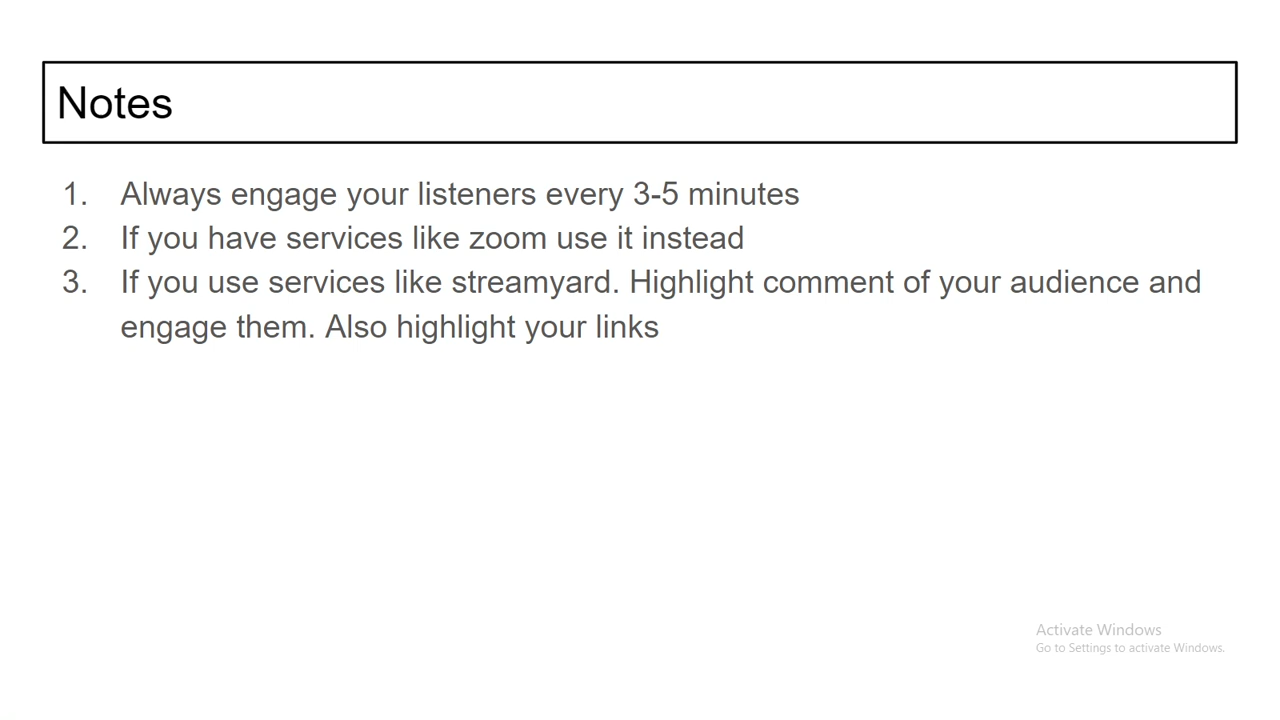 Notes
1. Always engage your listeners every 3-5 minutes
2. If you have services like zoom use it instead
3. If you use services like streamyard. Highlight comment of your audience and
engage them. Also highlight your links
Activate Windows
Go to Settings to activate Windows.